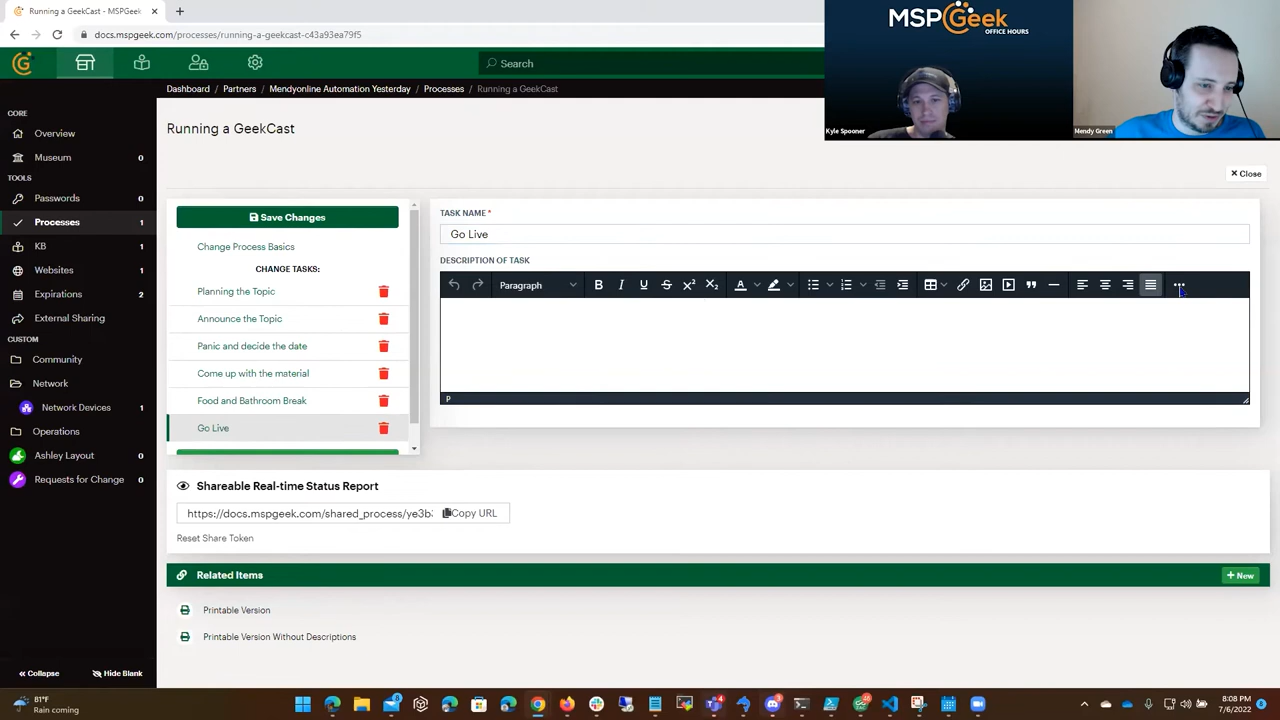 Running a GeekCast - MSPGeek
docs.mspgeek.com/processes/running-a-geekcast-c43a93ea79f5
MSPGeek
OFFICE HOURS
Kyle Spooner
Mendy Green
Search
Dashboard Partners Mendyonline Automation Yesterday Processes Running a GeekCast
CORE
Overview
Museum 0
TOOLS
Passwords 0
Processes 1
KB 1
Websites 1
Expirations 2
External Sharing
CUSTOM
Community
Network
Network Devices 1
Operations
Ashley Layout 0
Requests for Change 0
Collapse
Hide Blank
Running a GeekCast
Close
Save Changes
Change Process Basics
CHANGE TASKS:
Planning the Topic
Announce the Topic
Panic and decide the date
Come up with the material
Food and Bathroom Break
Go Live
TASK NAME *
Go Live
DESCRIPTION OF TASK
Paragraph
P
Shareable Real-time Status Report
https://docs.mspgeek.com/shared_process/ye3b
Copy URL
Reset Share Token
Related Items
+ New
Printable Version
Printable Version Without Descriptions
81°F
Rain coming
8:08 PM
7/6/2022